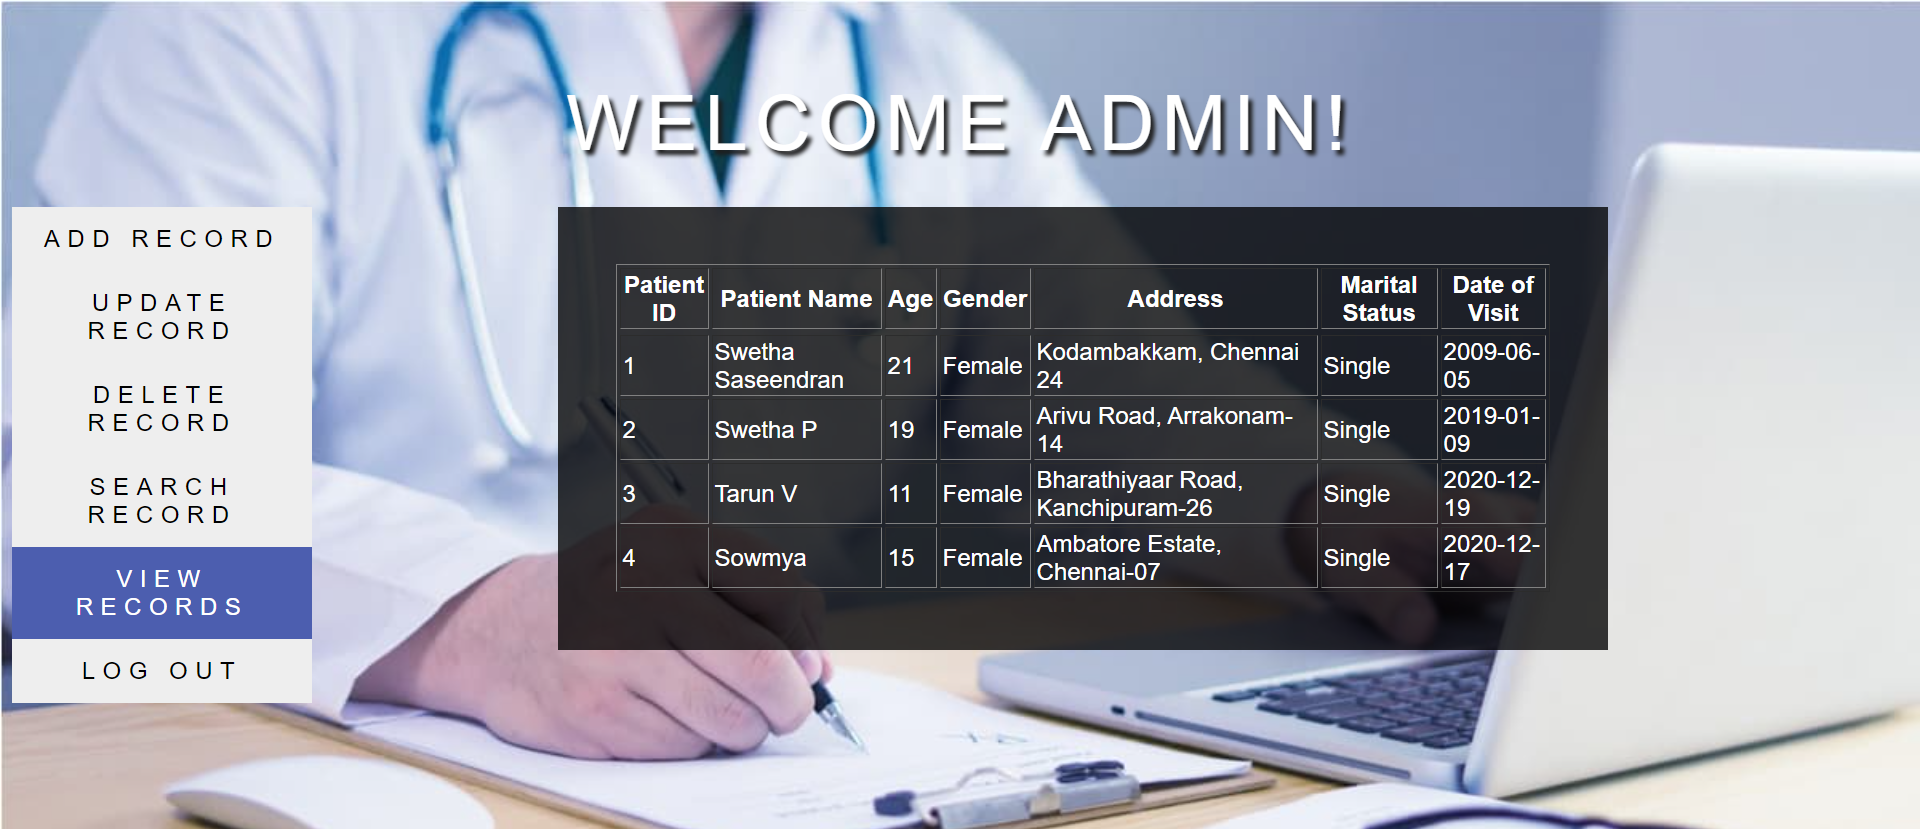 WELCOME ADMIN!
ADD RECORD
UPDATE
RECORD
DELETE
RECORD
SEARCH
RECORD
VIEW
RECORDS
LOG OUT
Patient ID Patient Name Age Gender Address Marital Status Date of Visit
1 Swetha Saseendran 21 Female Kodambakkam, Chennai 24 Single 2009-06-05
2 Swetha P 19 Female Arivu Road, Arrakonam-14 Single 2019-01-09
3 Tarun V 11 Female Bharathiyaar Road, Kanchipuram-26 Single 2020-12-19
4 Sowmya 15 Female Ambatore Estate, Chennai-07 Single 2020-12-17